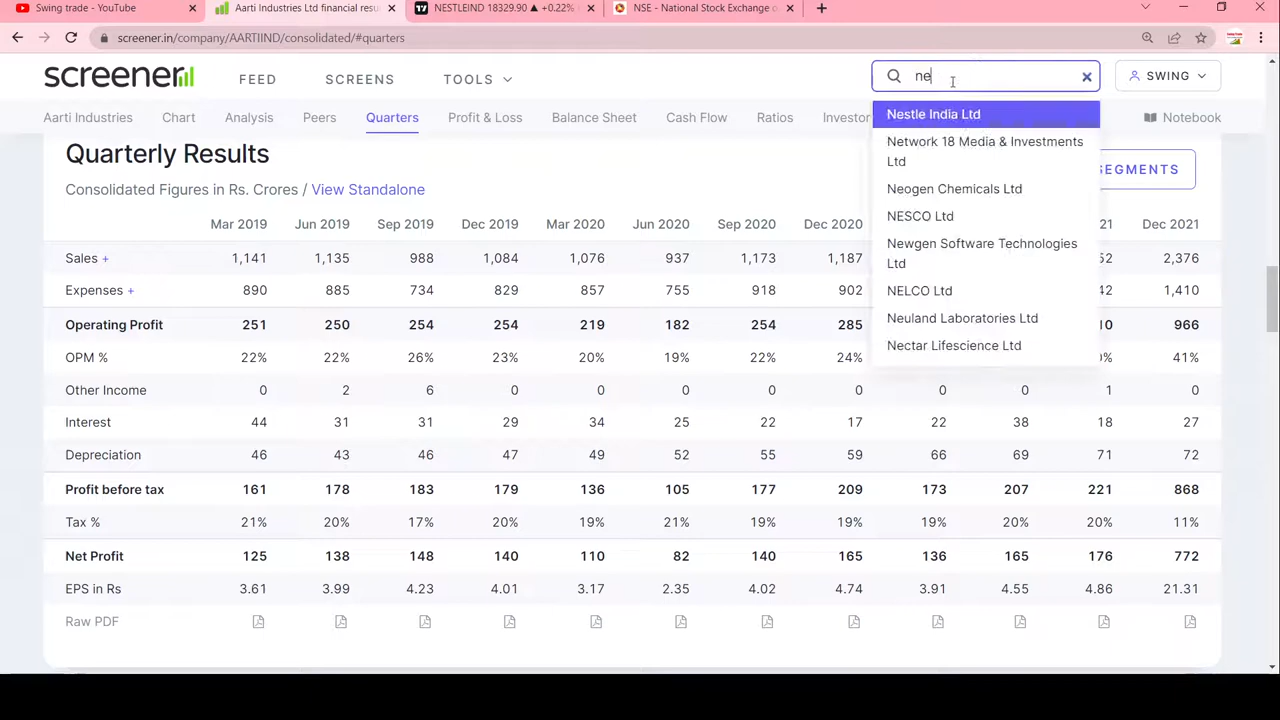 Swing trade - YouTube
Aarti Industries Ltd financial resu
NESTLEIND 18329.90 ▲ +0.22%
NSE - National Stock Exchange o
screener.in/company/AARTIIND/consolidated/#quarters
screener
FEED
SCREENS
TOOLS
ne
SWING
Aarti Industries
Chart
Analysis
Peers
Quarters
Profit & Loss
Balance Sheet
Cash Flow
Ratios
Investor
Notebook
Nestle India Ltd
Network 18 Media & Investments
Ltd
Neogen Chemicals Ltd
NESCO Ltd
Newgen Software Technologies
Ltd
NELCO Ltd
Neuland Laboratories Ltd
Nectar Lifescience Ltd
Quarterly Results
Consolidated Figures in Rs. Crores / View Standalone
EGMENTS
Mar 2019 Jun 2019 Sep 2019 Dec 2019 Mar 2020 Jun 2020 Sep 2020 Dec 2020 1 Dec 2021
Sales + 1,141 1,135 988 1,084 1,076 937 1,173 1,187 52 2,376
Expenses + 890 885 734 829 857 755 918 902 42 1,410
Operating Profit 251 250 254 254 219 182 254 285 10 966
OPM % 22% 22% 26% 23% 20% 19% 22% 24% % 41%
Other Income 0 2 6 0 0 0 0 0 0 0 1 0
Interest 44 31 31 29 34 25 22 17 22 38 18 27
Depreciation 46 43 46 47 49 52 55 59 66 69 71 72
Profit before tax 161 178 183 179 136 105 177 209 173 207 221 868
Tax % 21% 20% 17% 20% 19% 21% 19% 19% 19% 20% 20% 11%
Net Profit 125 138 148 140 110 82 140 165 136 165 176 772
EPS in Rs 3.61 3.99 4.23 4.01 3.17 2.35 4.02 4.74 3.91 4.55 4.86 21.31
Raw PDF